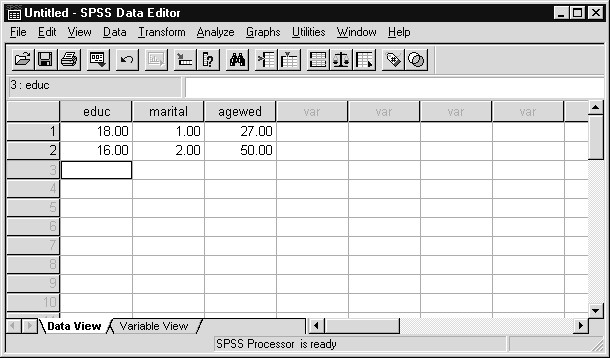 Untitled - SPSS Data Editor
File Edit View Data Transform Analyze Graphs Utilities Window Help
3 : educ
educ marital agewed var var var var
1 18.00 1.00 27.00
2 16.00 2.00 50.00
3
4
5
6
7
8
9
10
Data View Variable View
SPSS Processor is ready